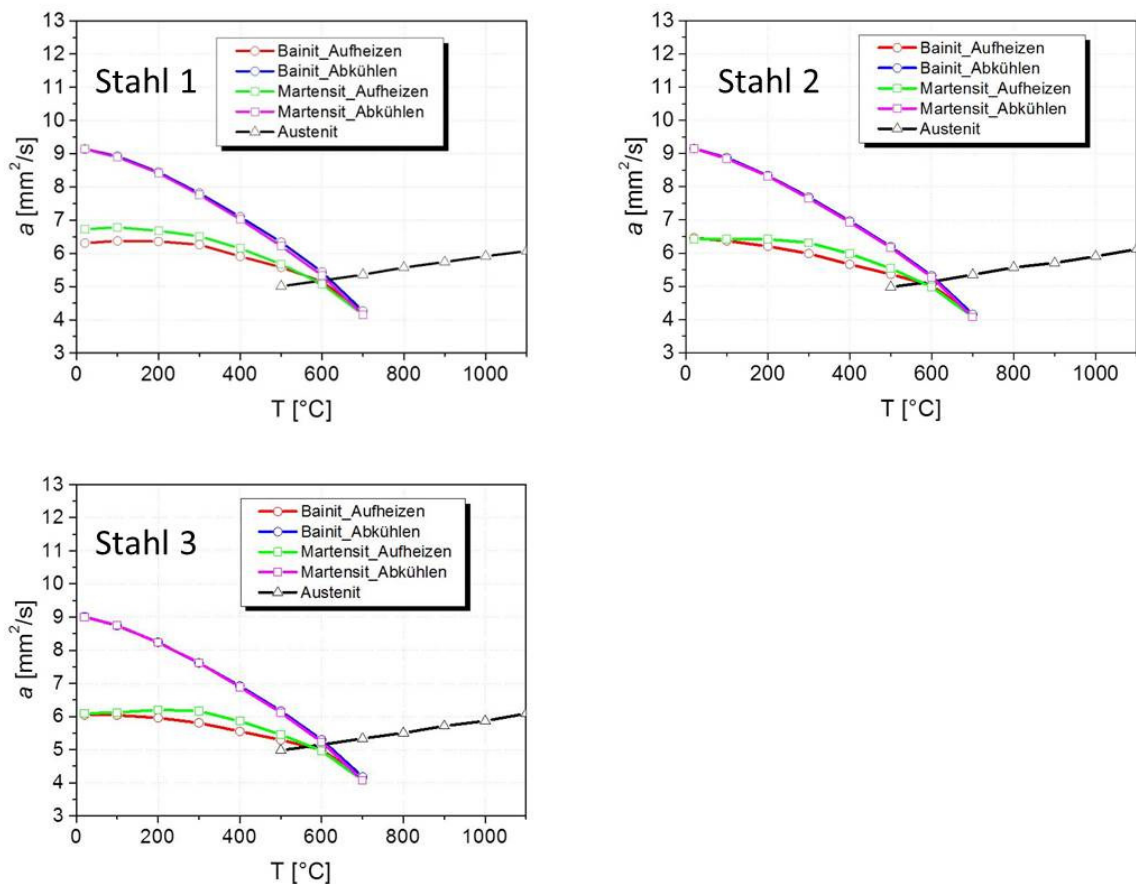 Stahl 1
Bainit_Aufheizen
Bainit_Abkühlen
Martensit_Aufheizen
Martensit_Abkühlen
Austenit
13
12
11
10
9
8
7
6
5
4
3
a [mm²/s]
0 200 400 600 800 1000
T [°C]
Stahl 2
Bainit_Aufheizen
Bainit_Abkühlen
Martensit_Aufheizen
Martensit_Abkühlen
Austenit
13
12
11
10
9
8
7
6
5
4
3
a [mm²/s]
0 200 400 600 800 1000
T [°C]
Stahl 3
Bainit_Aufheizen
Bainit_Abkühlen
Martensit_Aufheizen
Martensit_Abkühlen
Austenit
13
12
11
10
9
8
7
6
5
4
3
a [mm²/s]
0 200 400 600 800 1000
T [°C]